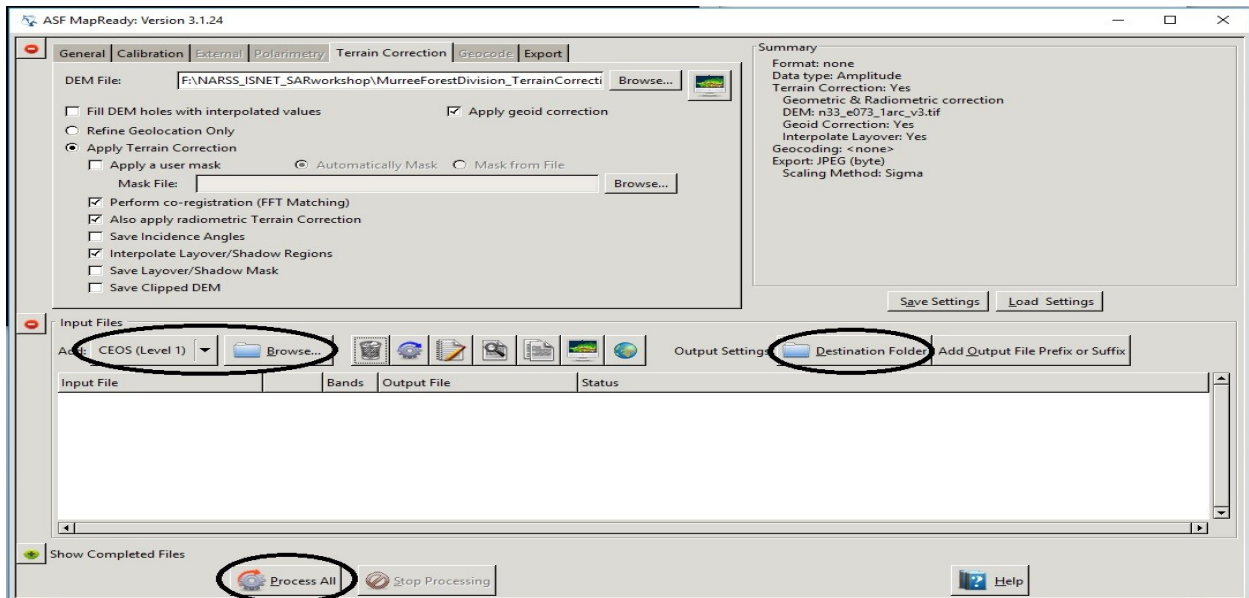 ASF MapReady: Version 3.1.24
General Calibration External Polarimetry Terrain Correction Geocode Export
DEM File: F:\NARSS_ISNET_SARworkshop\MurreeForestDivision_TerrainCorrecti Browse...
Fill DEM holes with interpolated values Apply geoid correction
Refine Geolocation Only
Apply Terrain Correction
Apply a user mask Automatically Mask Mask from File
Mask File: Browse...
Perform co-registration (FFT Matching)
Also apply radiometric Terrain Correction
Save Incidence Angles
Interpolate Layover/Shadow Regions
Save Layover/Shadow Mask
Save Clipped DEM
Summary
Format: none
Data type: Amplitude
Terrain Correction: Yes
Geometric & Radiometric correction
DEM: n33_e073_1arc_v3.tif
Geoid Correction: Yes
Interpolate Layover: Yes
Geocoding: <none>
Export: JPEG (byte)
Scaling Method: Sigma
Save Settings Load Settings
Input Files
Add: CEOS (Level 1) Browse... Output Settings: Destination Folder Add Output File Prefix or Suffix
Input File Bands Output File Status
Show Completed Files
Process All Stop Processing Help